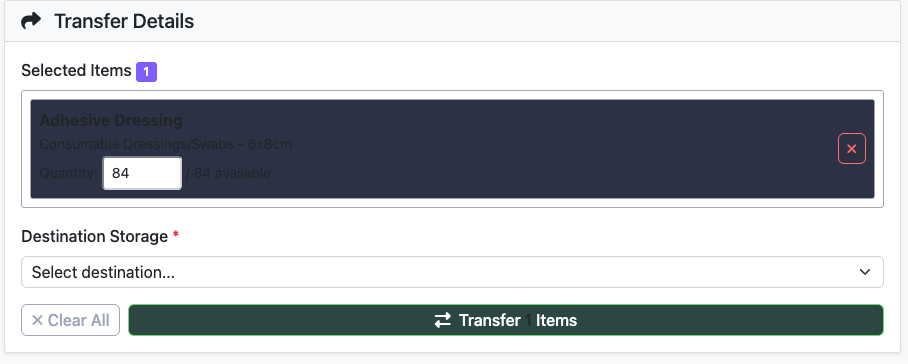 Transfer Details
Selected Items 1
Adhesive Dressing
Consumable Dressings/Swabs - 6x8cm
Quantity: 84 / 84 available
Destination Storage *
Select destination...
Clear All
Transfer 1 Items